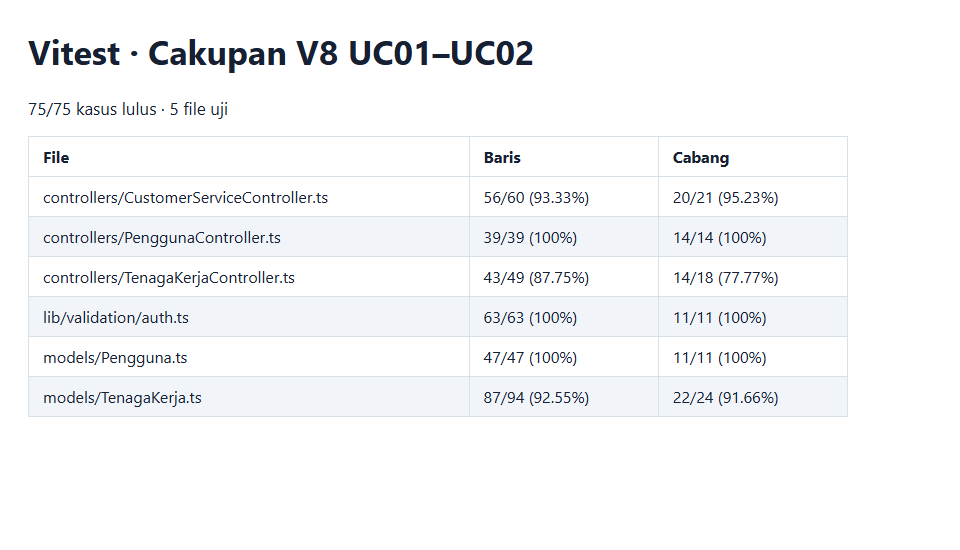 Vitest · Cakupan V8 UC01–UC02
75/75 kasus lulus · 5 file uji
File Baris Cabang
controllers/CustomerServiceController.ts 56/60 (93.33%) 20/21 (95.23%)
controllers/PenggunaController.ts 39/39 (100%) 14/14 (100%)
controllers/TenagaKerjaController.ts 43/49 (87.75%) 14/18 (77.77%)
lib/validation/auth.ts 63/63 (100%) 11/11 (100%)
models/Pengguna.ts 47/47 (100%) 11/11 (100%)
models/TenagaKerja.ts 87/94 (92.55%) 22/24 (91.66%)